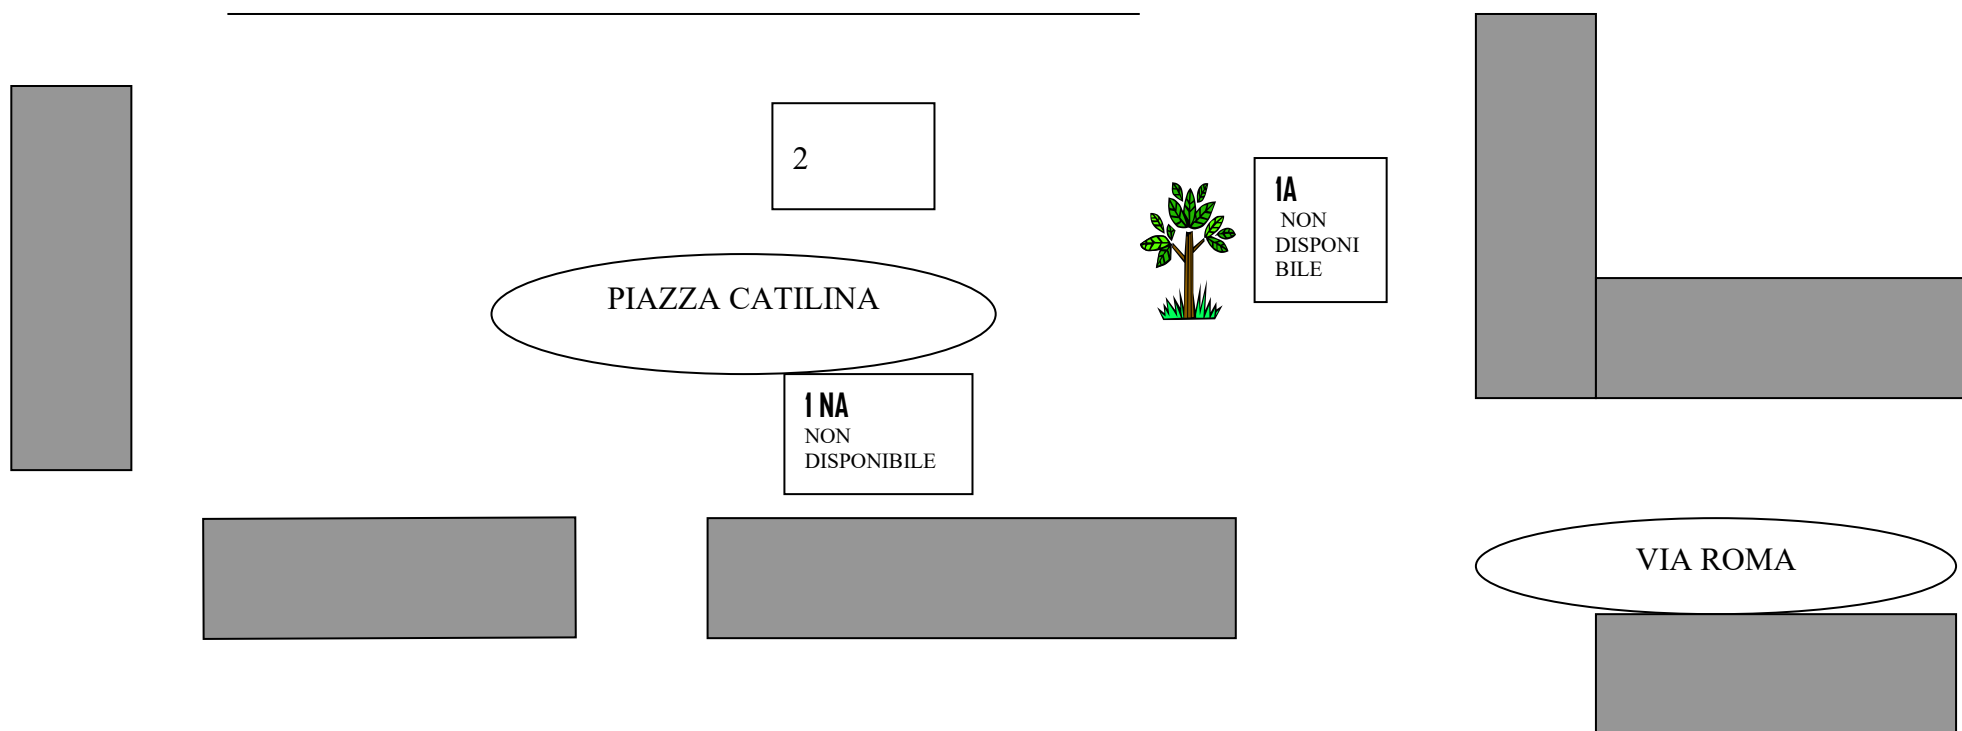 2
1A
NON
DISPONI
BILE
PIAZZA CATILINA
1 NA
NON
DISPONIBILE
VIA ROMA